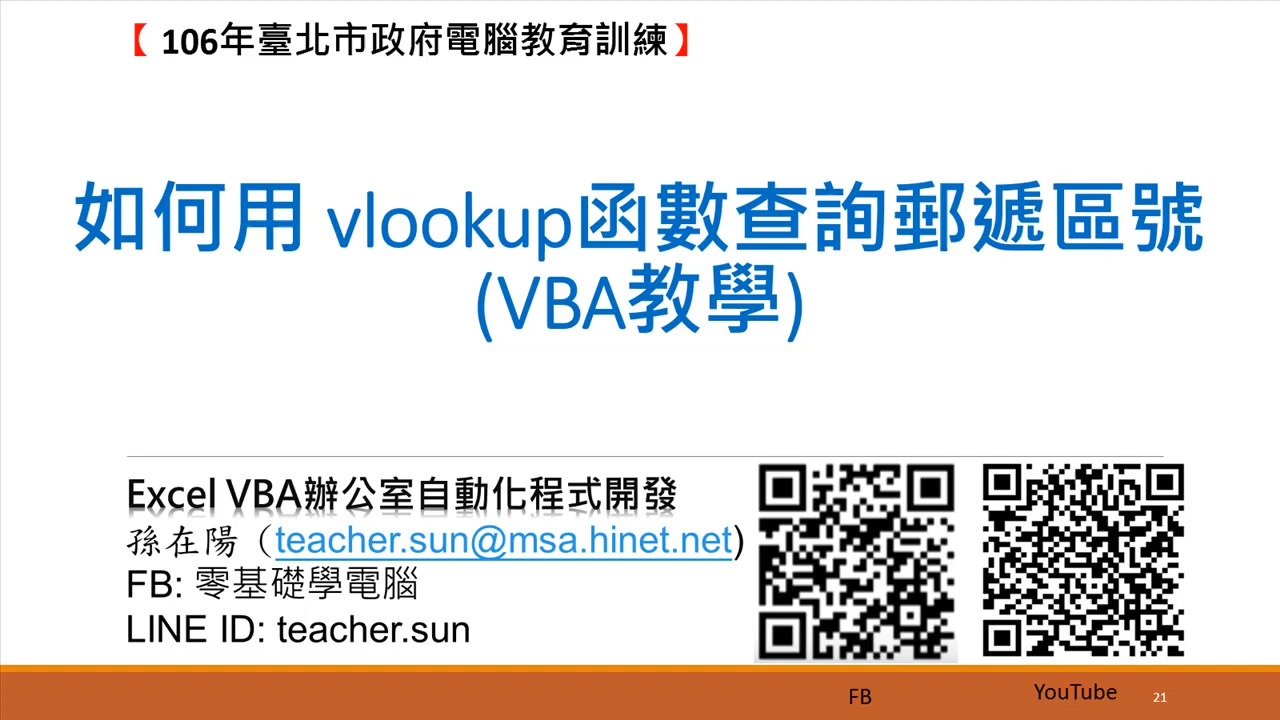 【 106年臺北市政府電腦教育訓練】
如何用 vlookup函數查詢郵遞區號
(VBA教學)
Excel VBA辦公室自動化程式開發
孫在陽（teacher.sun@msa.hinet.net)
FB: 零基礎學電腦
LINE ID: teacher.sun
FB
YouTube
21